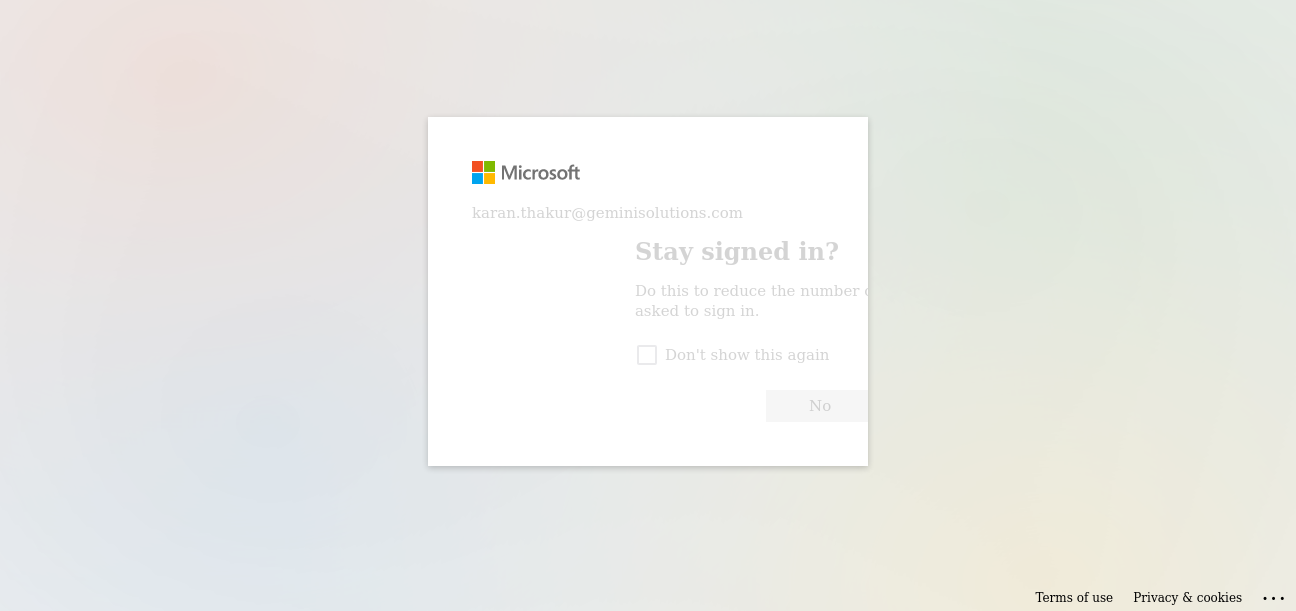 Microsoft
karan.thakur@geminisolutions.com
Stay signed in?
Do this to reduce the number
asked to sign in.
Don't show this again
No
Terms of use
Privacy & cookies